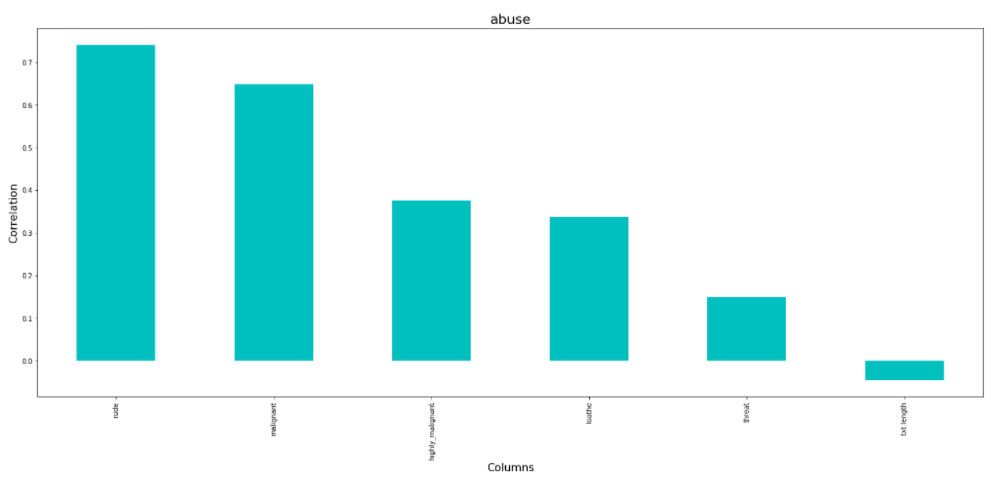 abuse
Correlation
0.7
0.6
0.5
0.4
0.3
0.2
0.1
0.0
rude
malignant
highly_malignant
loathe
threat
txt length
Columns